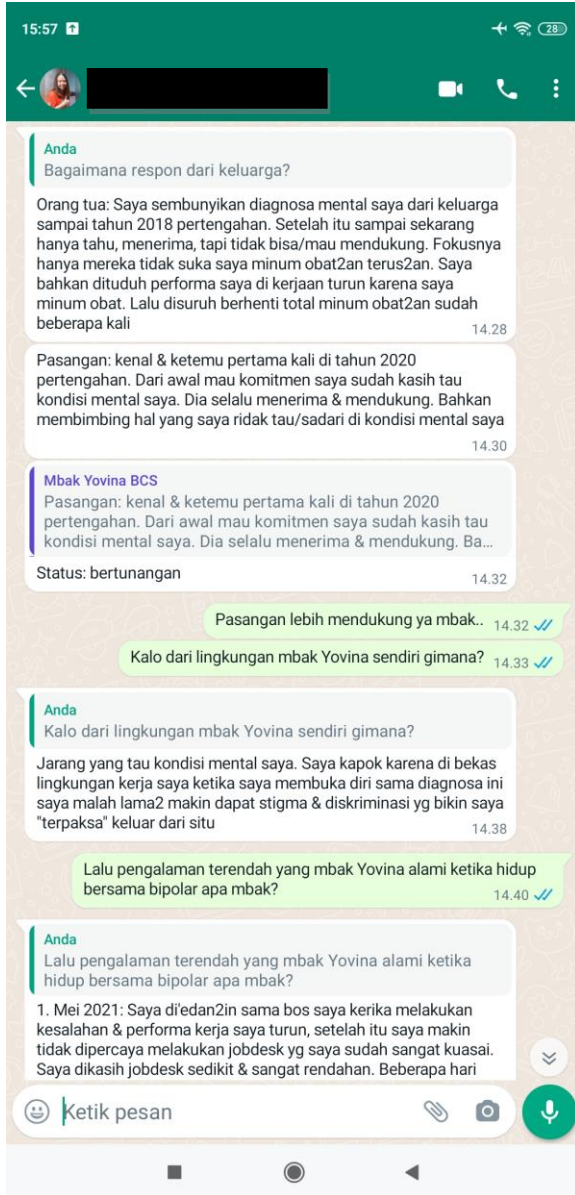 15:57
28
Anda
Bagaimana respon dari keluarga?
Orang tua: Saya sembunyikan diagnosa mental saya dari keluarga
sampai tahun 2018 pertengahan. Setelah itu sampai sekarang
hanya tahu, menerima, tapi tidak bisa/mau mendukung. Fokusnya
hanya mereka tidak suka saya minum obat2an terus2an. Saya
bahkan dituduh performa saya di kerjaan turun karena saya
minum obat. Lalu disuruh berhenti total minum obat2an sudah
beberapa kali
14.28
Pasangan: kenal & ketemu pertama kali di tahun 2020
pertengahan. Dari awal mau komitmen saya sudah kasih tau
kondisi mental saya. Dia selalu menerima & mendukung. Bahkan
membimbing hal yang saya ridak tau/sadari di kondisi mental saya
14.30
Mbak Yovina BCS
Pasangan: kenal & ketemu pertama kali di tahun 2020
pertengahan. Dari awal mau komitmen saya sudah kasih tau
kondisi mental saya. Dia selalu menerima & mendukung. Ba...
Status: bertunangan
14.32
Pasangan lebih mendukung ya mbak.. 14.32
Kalo dari lingkungan mbak Yovina sendiri gimana? 14.33
Anda
Kalo dari lingkungan mbak Yovina sendiri gimana?
Jarang yang tau kondisi mental saya. Saya kapok karena di bekas
lingkungan kerja saya ketika saya membuka diri sama diagnosa ini
saya malah lama2 makin dapat stigma & diskriminasi yg bikin saya
"terpaksa" keluar dari situ
14.38
Lalu pengalaman terendah yang mbak Yovina alami ketika hidup
bersama bipolar apa mbak?
14.40
Anda
Lalu pengalaman terendah yang mbak Yovina alami ketika
hidup bersama bipolar apa mbak?
1. Mei 2021: Saya di'edan2in sama bos saya kerika melakukan
kesalahan & performa kerja saya turun, setelah itu saya makin
tidak dipercaya melakukan jobdesk yg saya sudah sangat kuasai.
Saya dikasih jobdesk sedikit & sangat rendahan. Beberapa hari
Ketik pesan